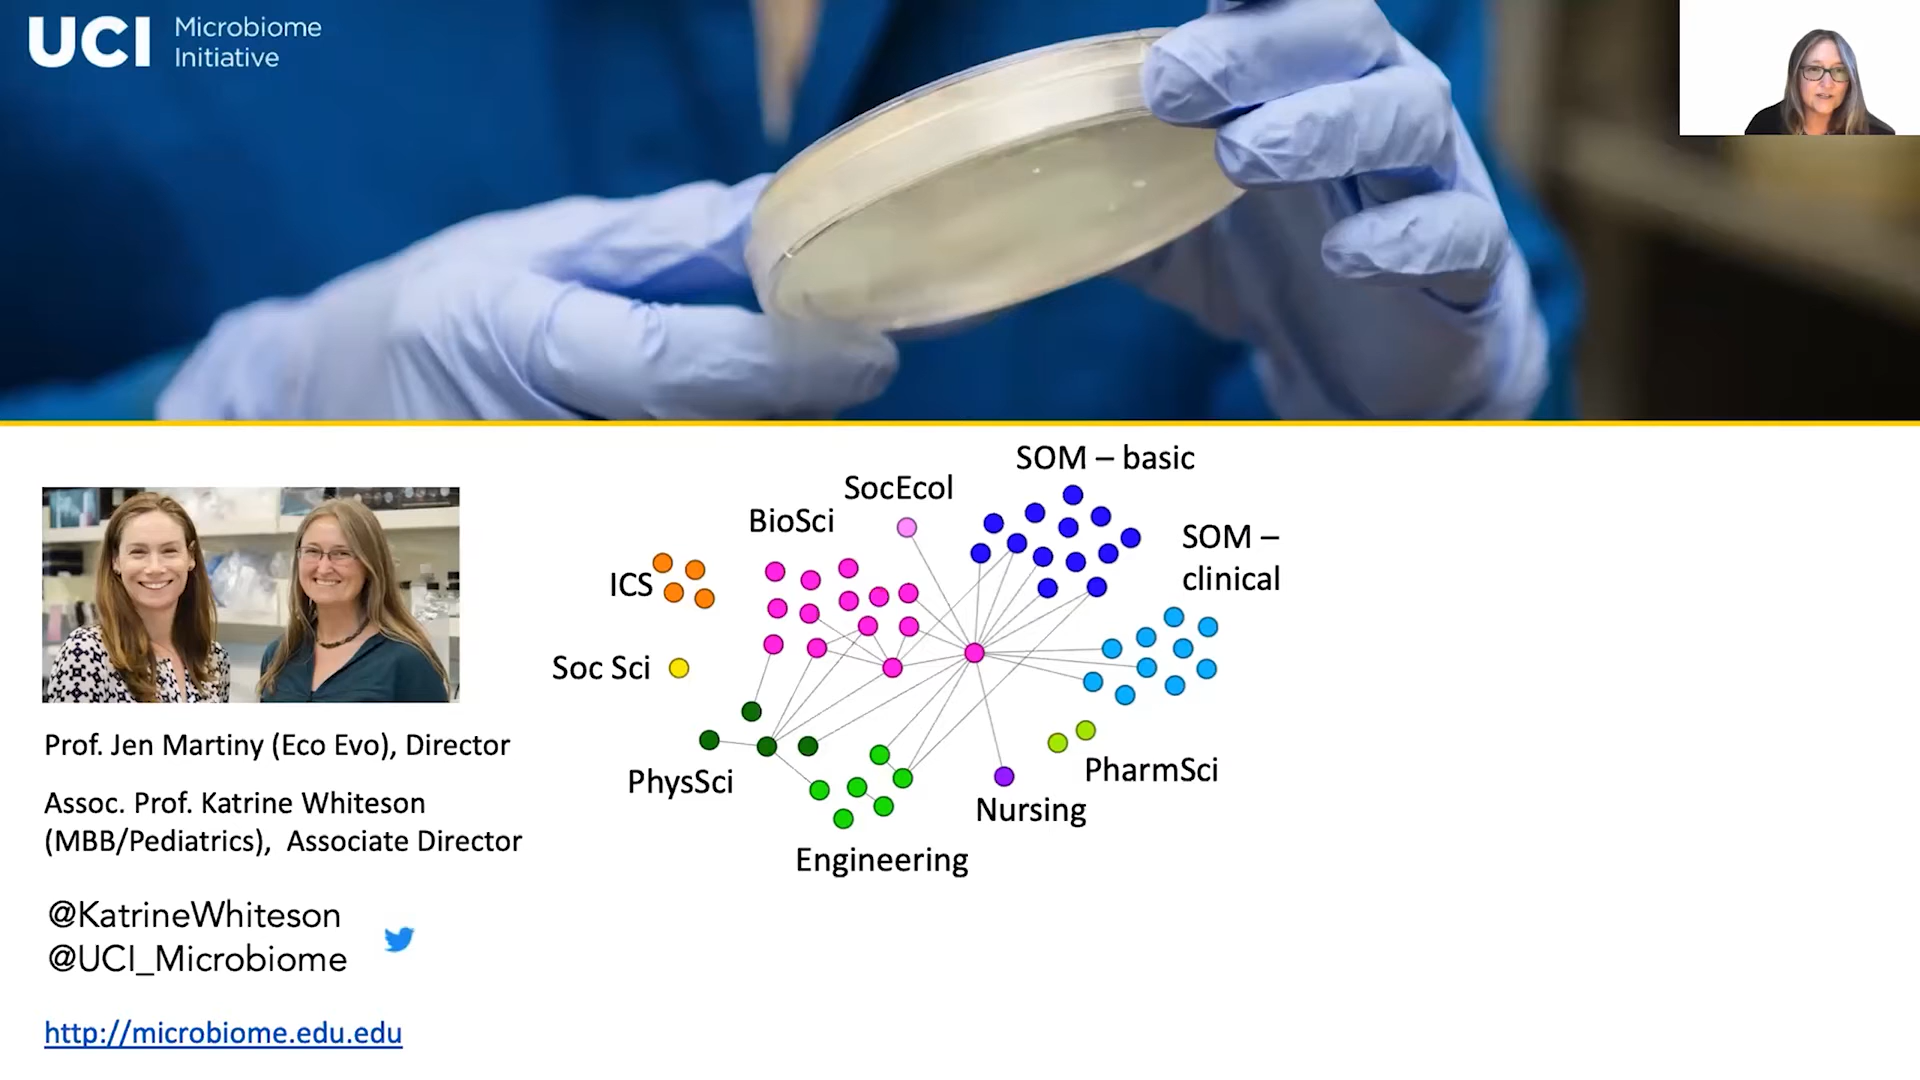 UCI Microbiome
Initiative
SOM – basic
SocEcol
BioSci
SOM –
clinical
ICS
Soc Sci
PhysSci
PharmSci
Nursing
Engineering
Prof. Jen Martiny (Eco Evo), Director
Assoc. Prof. Katrine Whiteson
(MBB/Pediatrics), Associate Director
@KatrineWhiteson
@UCI_Microbiome
http://microbiome.edu.edu